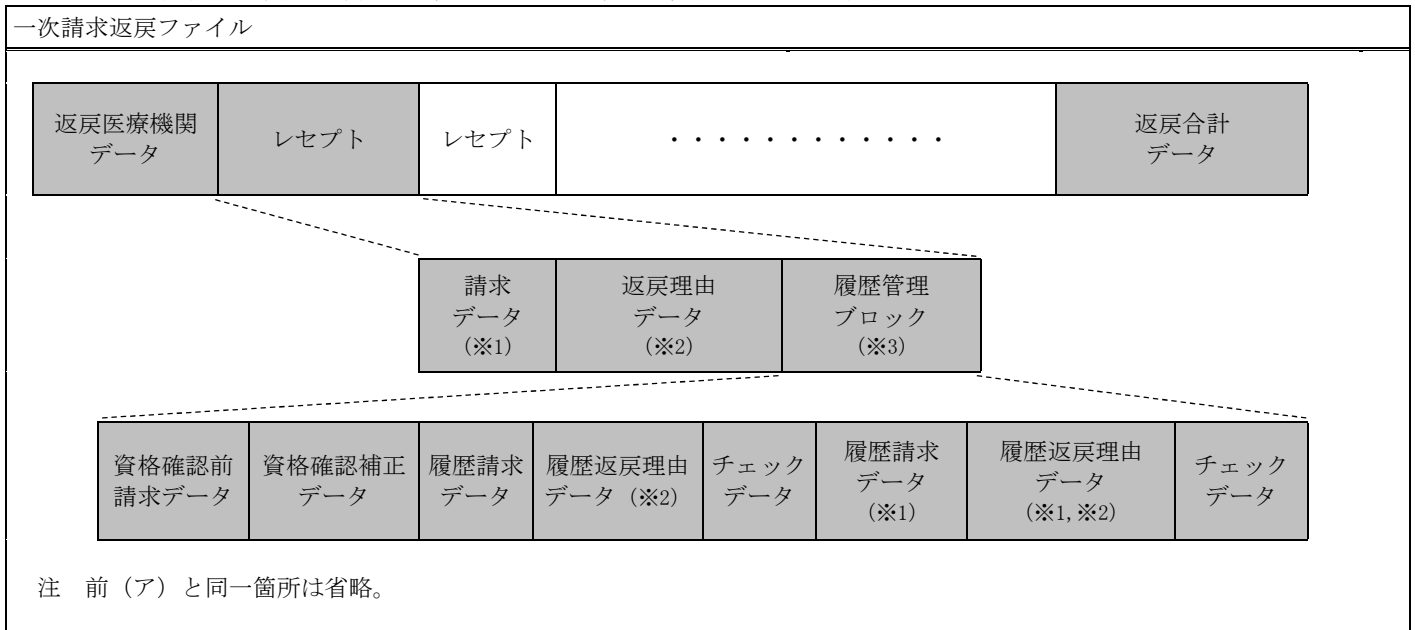 一次請求返戻ファイル
返戻医療機関
データ
レセプト
レセプト
・・・・・・・・・・・・
返戻合計
データ
請求
データ
(※1)
返戻理由
データ
(※2)
履歴管理
ブロック
(※3)
資格確認前
請求データ
資格確認補正
データ
履歴請求
データ
履歴返戻理由
データ (※2)
チェック
データ
履歴請求
データ
(※1)
履歴返戻理由
データ
(※1,※2)
チェック
データ
注　前（ア）と同一箇所は省略。